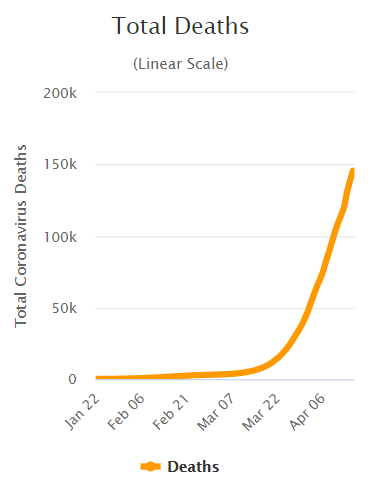 Total Deaths
(Linear Scale)
Total Coronavirus Deaths
200k
150k
100k
50k
0
Jan 22
Feb 06
Feb 21
Mar 07
Mar 22
Apr 06
Deaths